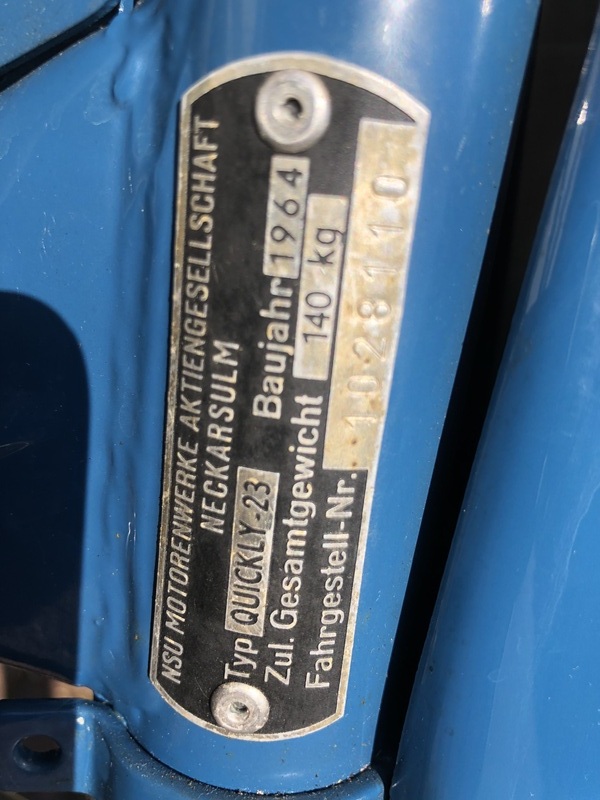 NSU MOTORENWERKE AKTIENGESELLSCHAFT
NECKARSULM
Typ QUICKLY-23 Baujahr 1964
Zul. Gesamtgewicht 140 kg
Fahrgestell-Nr. 1028110